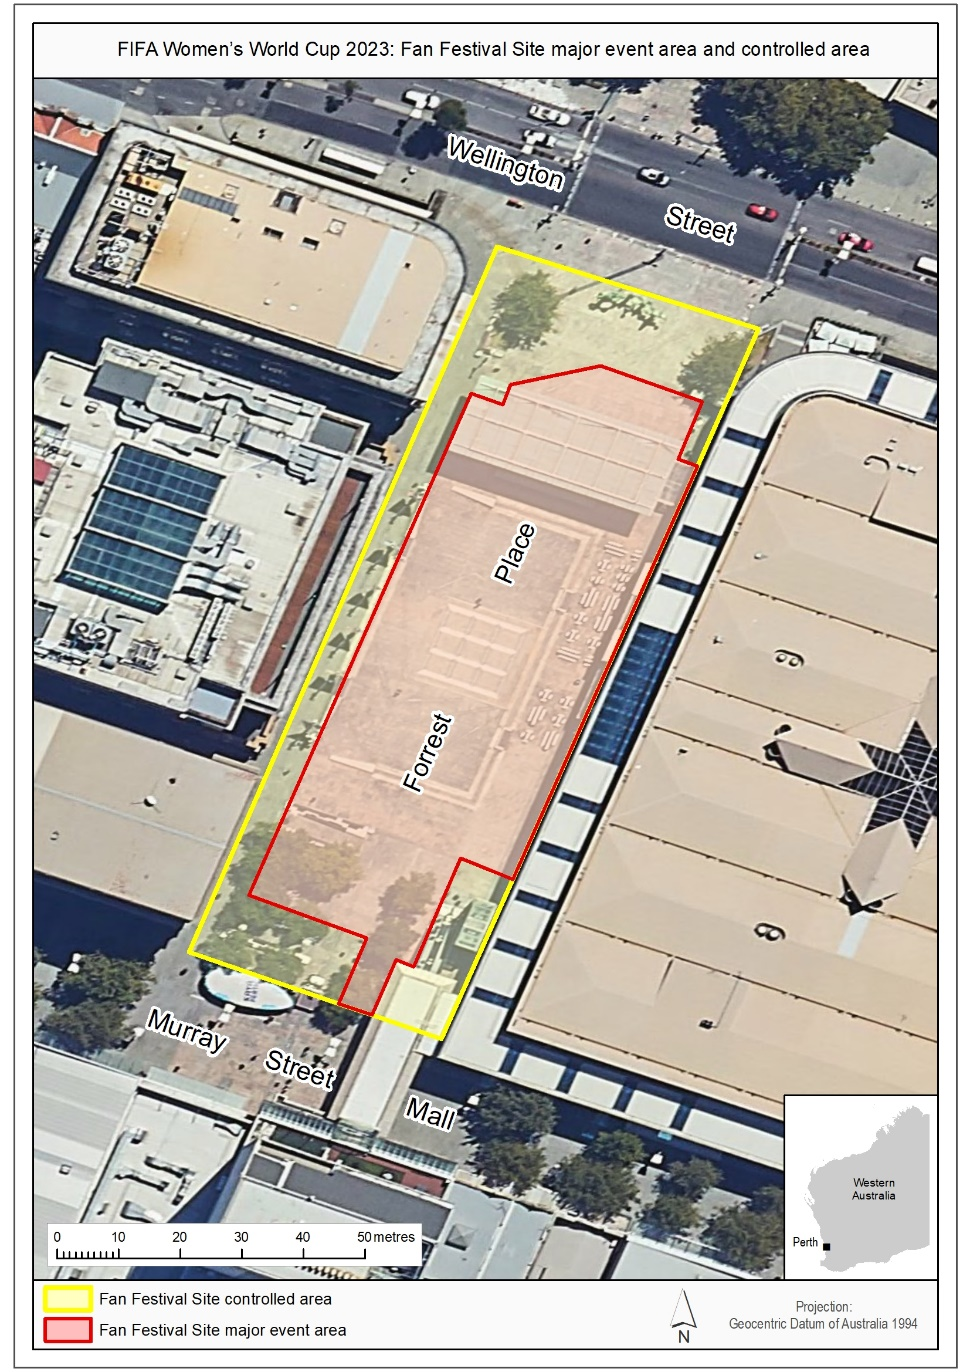 FIFA Women's World Cup 2023: Fan Festival Site major event area and controlled area
Wellington
Street
Place
Forrest
Murray
Street
Mall
Western
Australia
Perth
0 10 20 30 40 50 metres
Fan Festival Site controlled area
Fan Festival Site major event area
N
Projection:
Geocentric Datum of Australia 1994